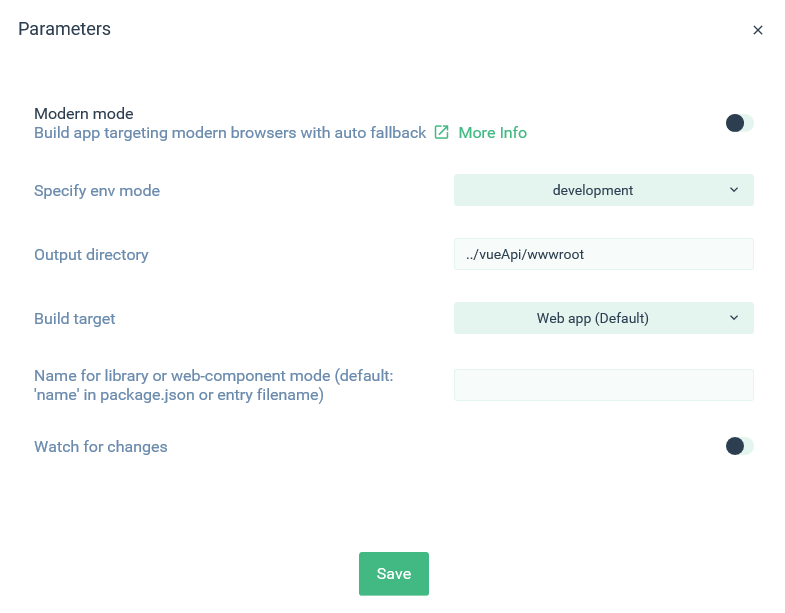 Parameters
Modern mode
Build app targeting modern browsers with auto fallback More Info
Specify env mode
development
Output directory
../vueApi/wwwroot
Build target
Web app (Default)
Name for library or web-component mode (default:
'name' in package.json or entry filename)
Watch for changes
Save